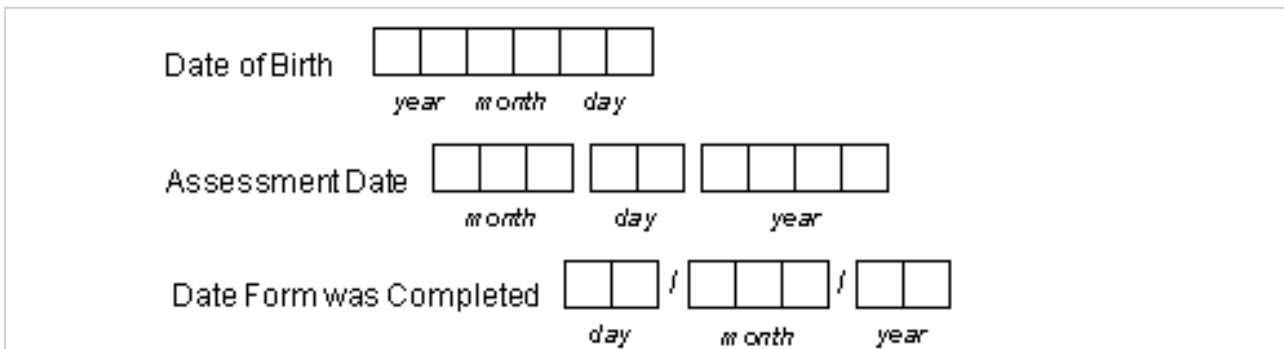 Date of Birth
year month day
Assessment Date
month day year
Date Form was Completed / /
day month year